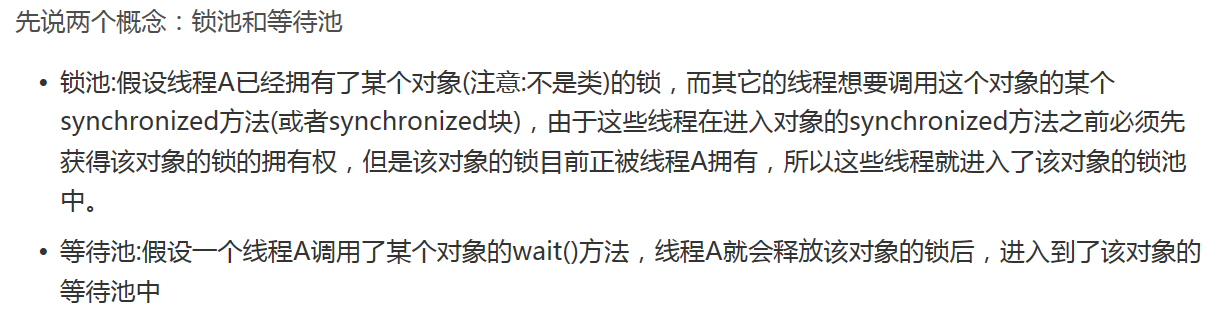 先说两个概念：锁池和等待池
• 锁池:假设线程A已经拥有了某个对象(注意:不是类)的锁，而其它的线程想要调用这个对象的某个
synchronized方法(或者synchronized块)，由于这些线程在进入对象的synchronized方法之前必须先
获得该对象的锁的拥有权，但是该对象的锁目前正被线程A拥有，所以这些线程就进入了该对象的锁池
中。
• 等待池:假设一个线程A调用了某个对象的wait()方法，线程A就会释放该对象的锁后，进入到了该对象的
等待池中